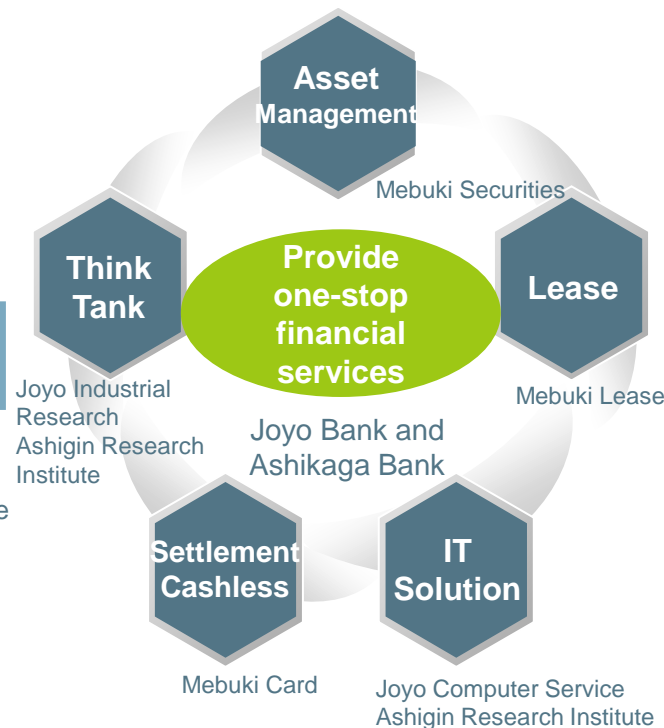 Asset
Management
Mebuki Securities
Think
Tank
Provide
one-stop
financial
services
Lease
Joyo Industrial
Research
Ashigin Research
Institute
Mebuki Lease
Joyo Bank and
Ashikaga Bank
e
Settlement
Cashless
IT
Solution
Mebuki Card
Joyo Computer Service
Ashigin Research Institute